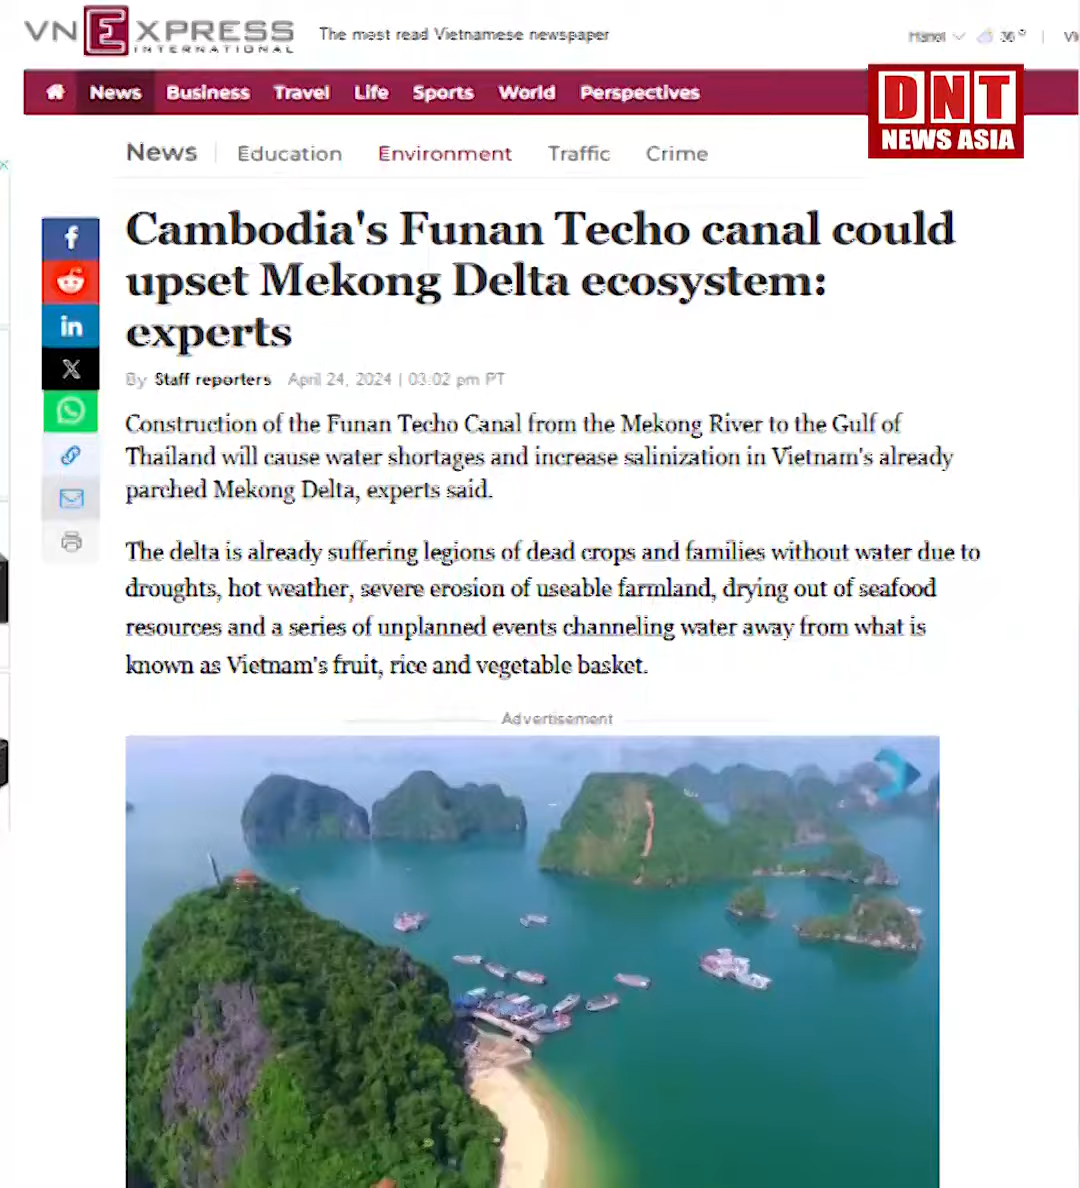 VNEXPRESS
INTERNATIONAL
The most read Vietnamese newspaper
Hanoi 36°
News Business Travel Life Sports World Perspectives
DNT
NEWS ASIA
News Education Environment Traffic Crime
Cambodia's Funan Techo canal could
upset Mekong Delta ecosystem:
experts
By Staff reporters April 24, 2024 | 03:02 pm PT
Construction of the Funan Techo Canal from the Mekong River to the Gulf of
Thailand will cause water shortages and increase salinization in Vietnam's already
parched Mekong Delta, experts said.
The delta is already suffering legions of dead crops and families without water due to
droughts, hot weather, severe erosion of useable farmland, drying out of seafood
resources and a series of unplanned events channeling water away from what is
known as Vietnam's fruit, rice and vegetable basket.
Advertisement